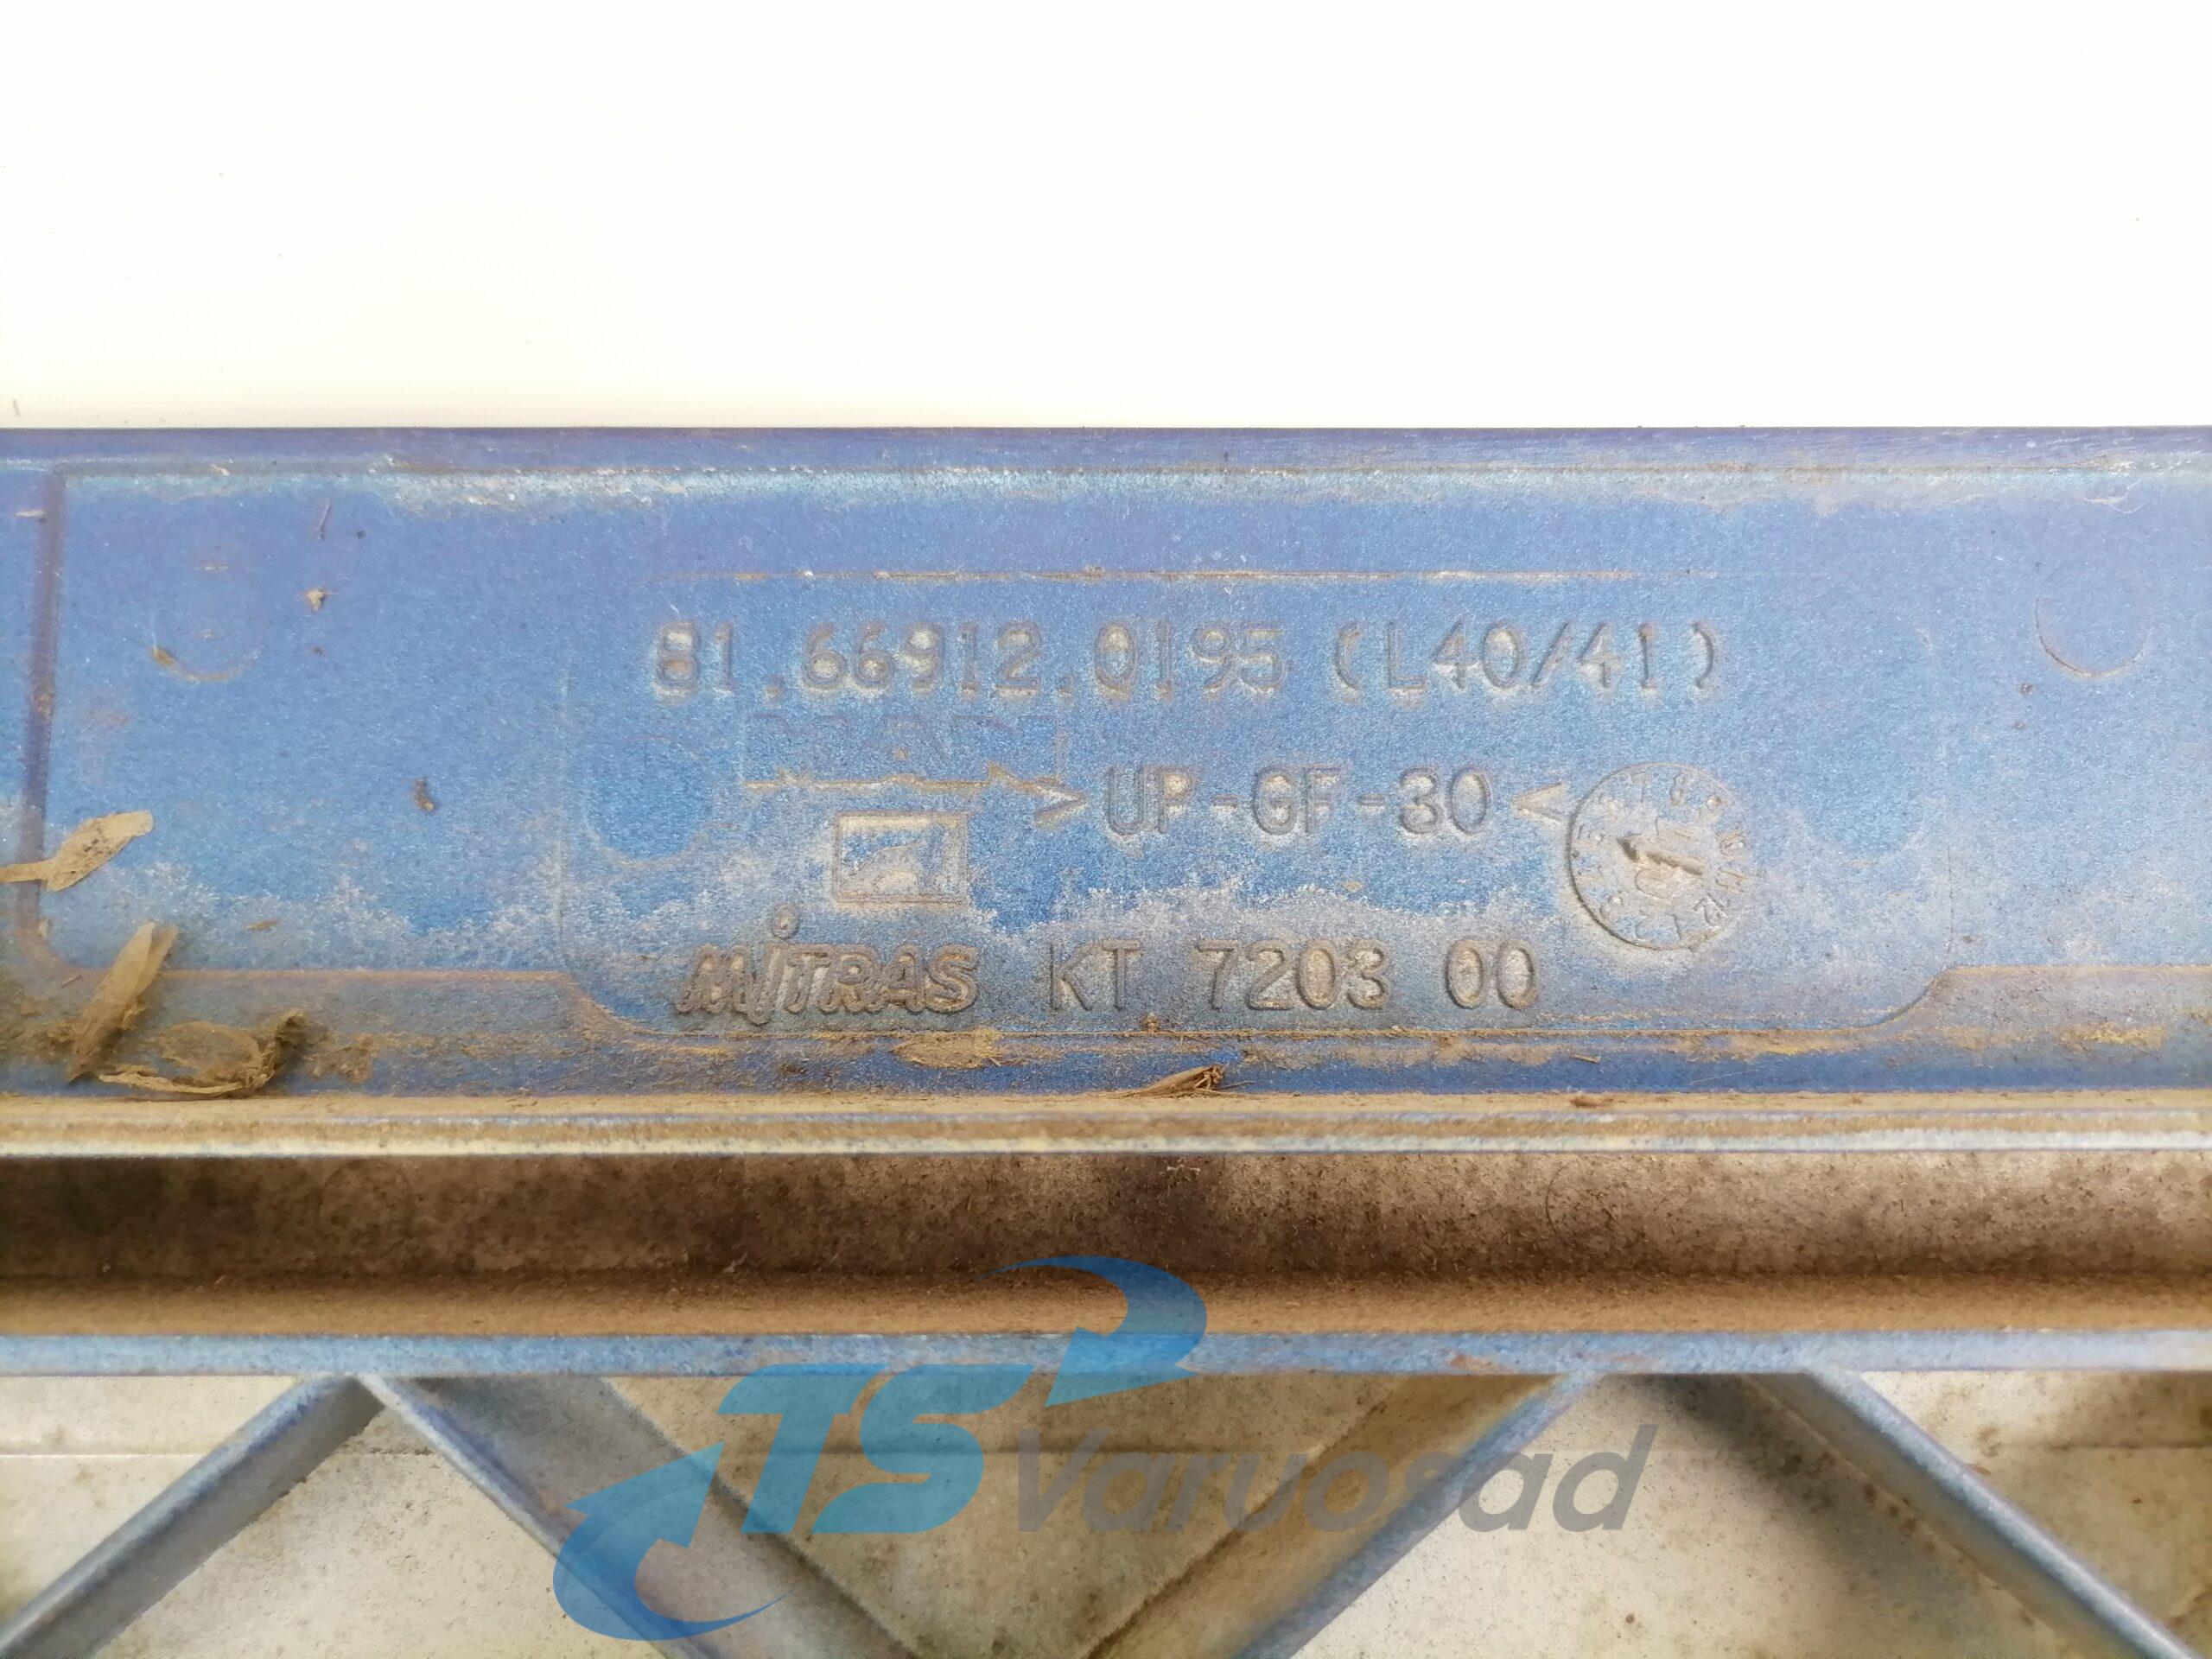 81.66912.0195 (L40/41)
>UP-GF-30<
MiTRAS KT 7203 00
TS Varuosad